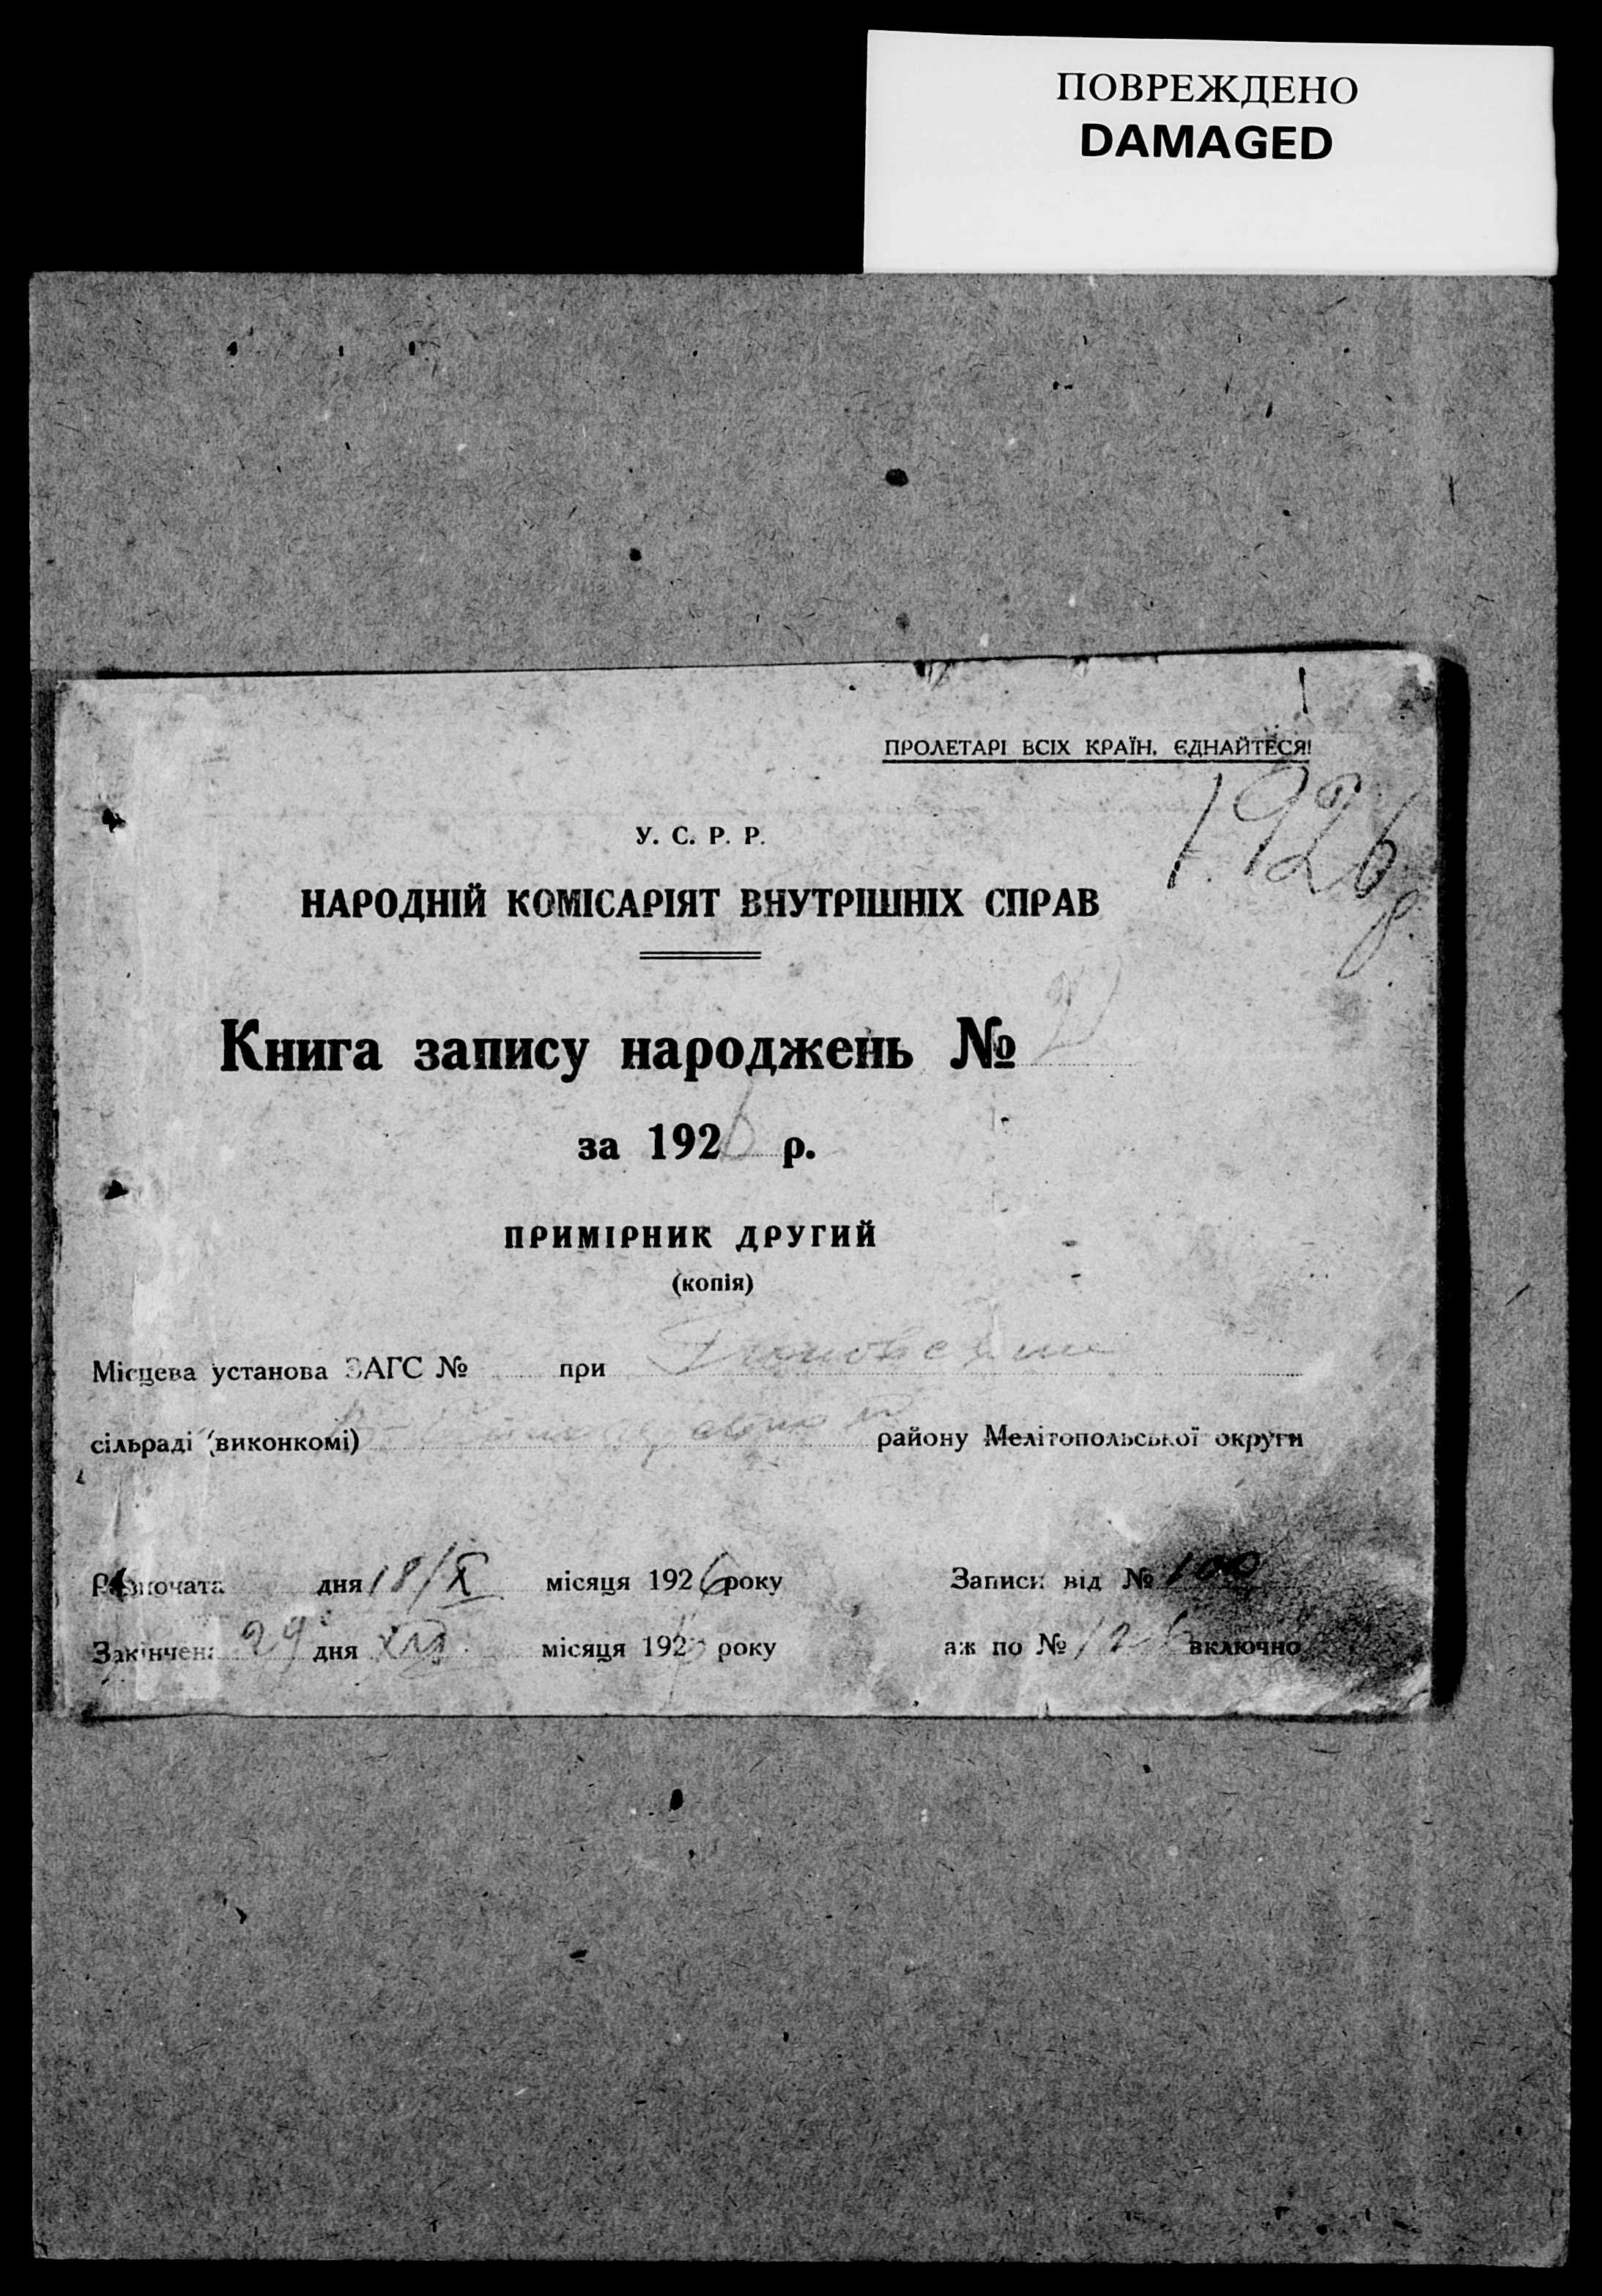 ПОВРЕЖДЕНО
DAMAGED
ПРОЛЕТАРІ ВСІХ КРАЇН, ЄДНАЙТЕСЯ!
1926 р.
У. С. Р. Р.
НАРОДНІЙ КОМІСАРІЯТ ВНУТРІШНІХ СПРАВ
Книга запису народжень № 2
за 1926 р.
ПРИМІРНИК ДРУГИЙ
(копія)
Місцева установа ЗАГС № при
сільраді (виконкомі) району Мелітопольської округи
Розпочата дня 18/X місяця 1926 року Записи від № 100
Закінчена 29 дня XII місяця 1926 року аж по № включно